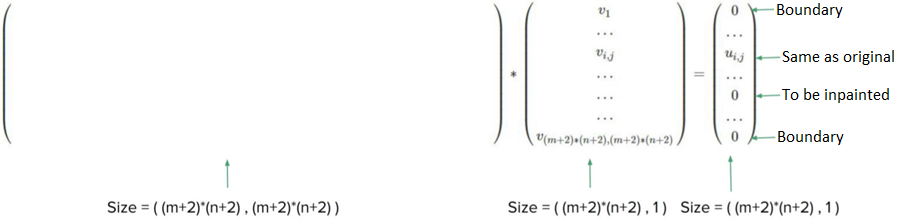 v1
...
vi,j
...
...
...
v(m+2)*(n+2),(m+2)*(n+2)
*
=
0
...
ui,j
...
0
...
0
Boundary
Same as original
To be inpainted
Boundary
Size = ( (m+2)*(n+2) , (m+2)*(n+2) )
Size = ( (m+2)*(n+2) , 1 )
Size = ( (m+2)*(n+2) , 1 )